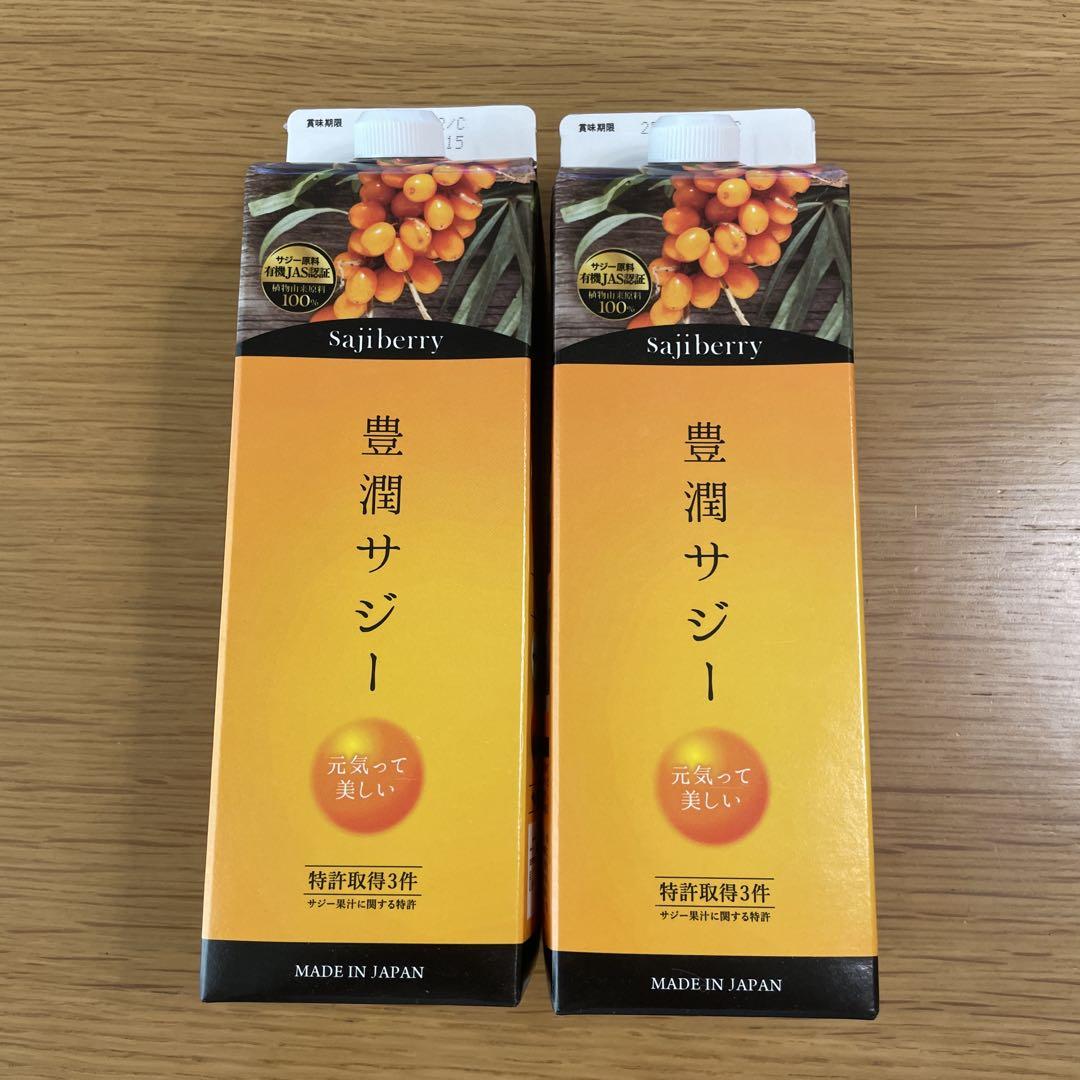 賞味期限
2/C
15
サジー原料
有機JAS認証
植物由来原料
100%
sajiberry
豊潤サジー
元気って
美しい
特許取得3件
サジー果汁に関する特許
MADE IN JAPAN
賞味期限
サジー原料
有機JAS認証
植物由来原料
100%
sajiberry
豊潤サジー
元気って
美しい
特許取得3件
サジー果汁に関する特許
MADE IN JAPAN